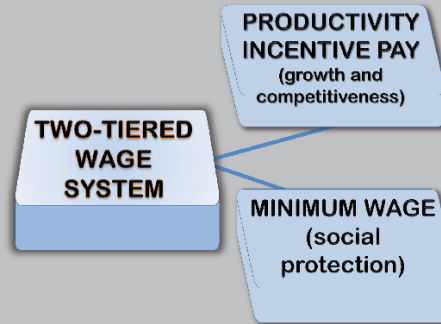 PRODUCTIVITY
INCENTIVE PAY
(growth and
competitiveness)
TWO-TIERED
WAGE
SYSTEM
MINIMUM WAGE
(social
protection)